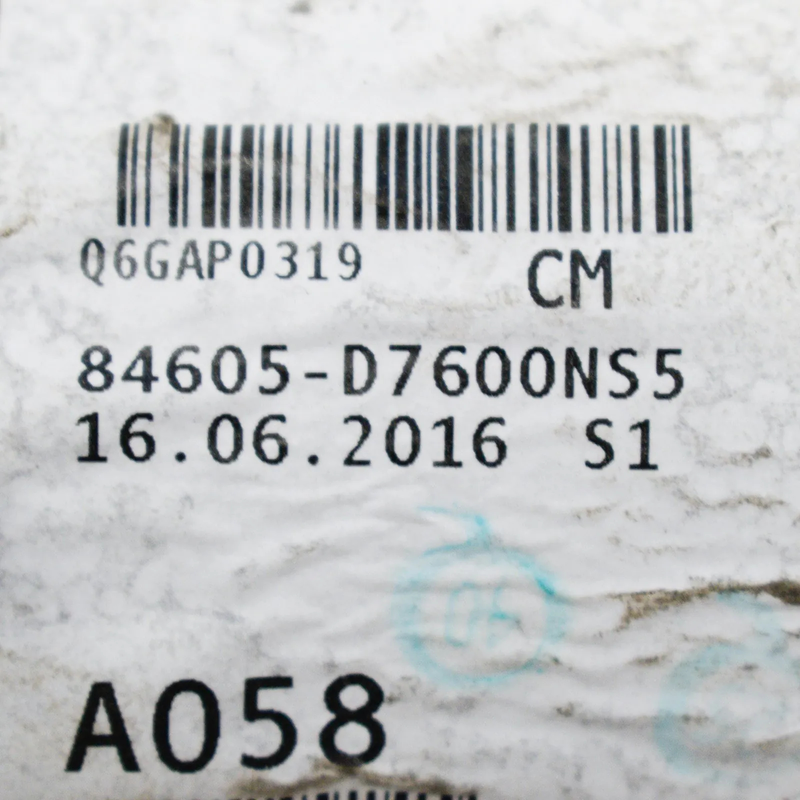 Q6GAP0319
CM
84605-D7600NS5
16.06.2016 S1
A058